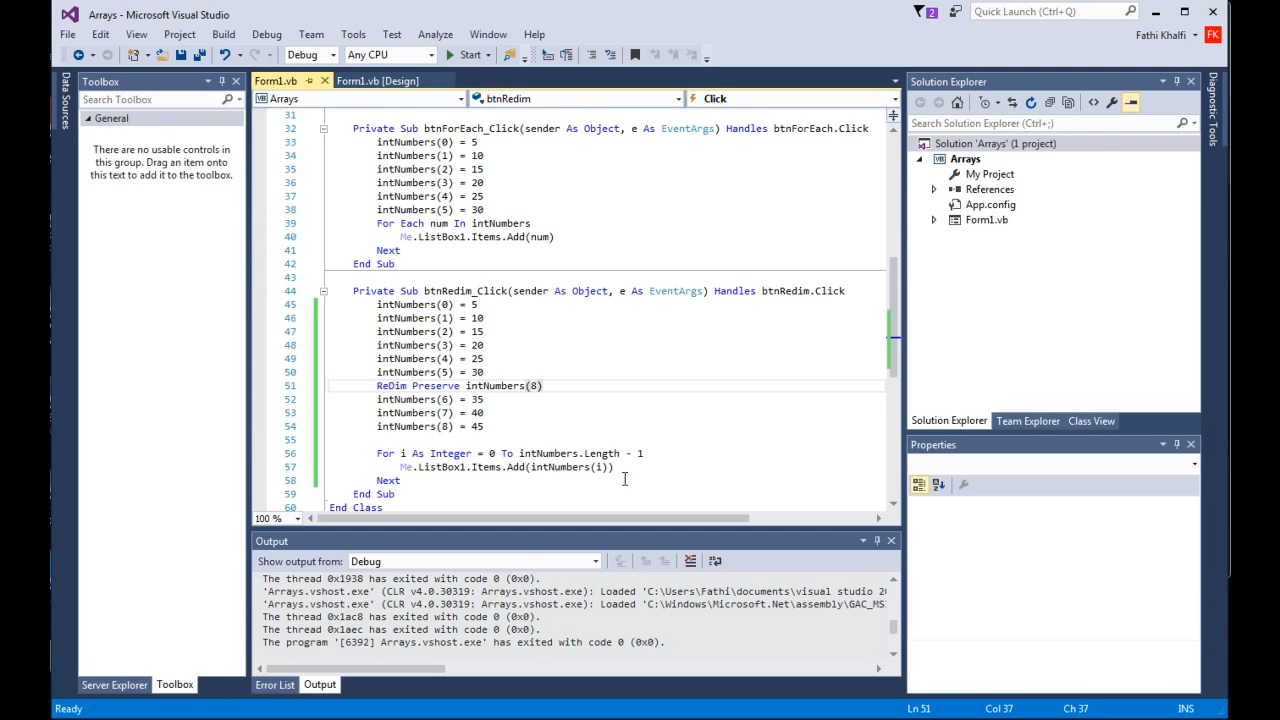 Arrays - Microsoft Visual Studio
2
Quick Launch (Ctrl+Q)
File Edit View Project Build Debug Team Tools Test Analyze Window Help
Fathi Khalfi FK
Debug Any CPU Start
Data Sources
Toolbox
Search Toolbox
General
There are no usable controls in
this group. Drag an item onto
this text to add it to the toolbox.
Server Explorer Toolbox
Form1.vb Form1.vb [Design]
Arrays btnRedim Click
31
32 Private Sub btnForEach_Click(sender As Object, e As EventArgs) Handles btnForEach.Click
33 intNumbers(0) = 5
34 intNumbers(1) = 10
35 intNumbers(2) = 15
36 intNumbers(3) = 20
37 intNumbers(4) = 25
38 intNumbers(5) = 30
39 For Each num In intNumbers
40 Me.ListBox1.Items.Add(num)
41 Next
42 End Sub
43
44 Private Sub btnRedim_Click(sender As Object, e As EventArgs) Handles btnRedim.Click
45 intNumbers(0) = 5
46 intNumbers(1) = 10
47 intNumbers(2) = 15
48 intNumbers(3) = 20
49 intNumbers(4) = 25
50 intNumbers(5) = 30
51 ReDim Preserve intNumbers(8)
52 intNumbers(6) = 35
53 intNumbers(7) = 40
54 intNumbers(8) = 45
55
56 For i As Integer = 0 To intNumbers.Length - 1
57 Me.ListBox1.Items.Add(intNumbers(i))
58 Next
59 End Sub
60 End Class
100 %
Output
Show output from: Debug
The thread 0x1938 has exited with code 0 (0x0).
'Arrays.vshost.exe' (CLR v4.0.30319: Arrays.vshost.exe): Loaded 'C:\Users\Fathi\documents\visual studio 20
'Arrays.vshost.exe' (CLR v4.0.30319: Arrays.vshost.exe): Loaded 'C:\Windows\Microsoft.Net\assembly\GAC_MS
The thread 0x1ac8 has exited with code 0 (0x0).
The thread 0x1aec has exited with code 0 (0x0).
The program '[6392] Arrays.vshost.exe' has exited with code 0 (0x0).
Error List Output
Solution Explorer
Search Solution Explorer (Ctrl+;)
Solution 'Arrays' (1 project)
Arrays
My Project
References
App.config
Form1.vb
Solution Explorer Team Explorer Class View
Properties
Diagnostic Tools
Ready Ln 51 Col 37 Ch 37 INS